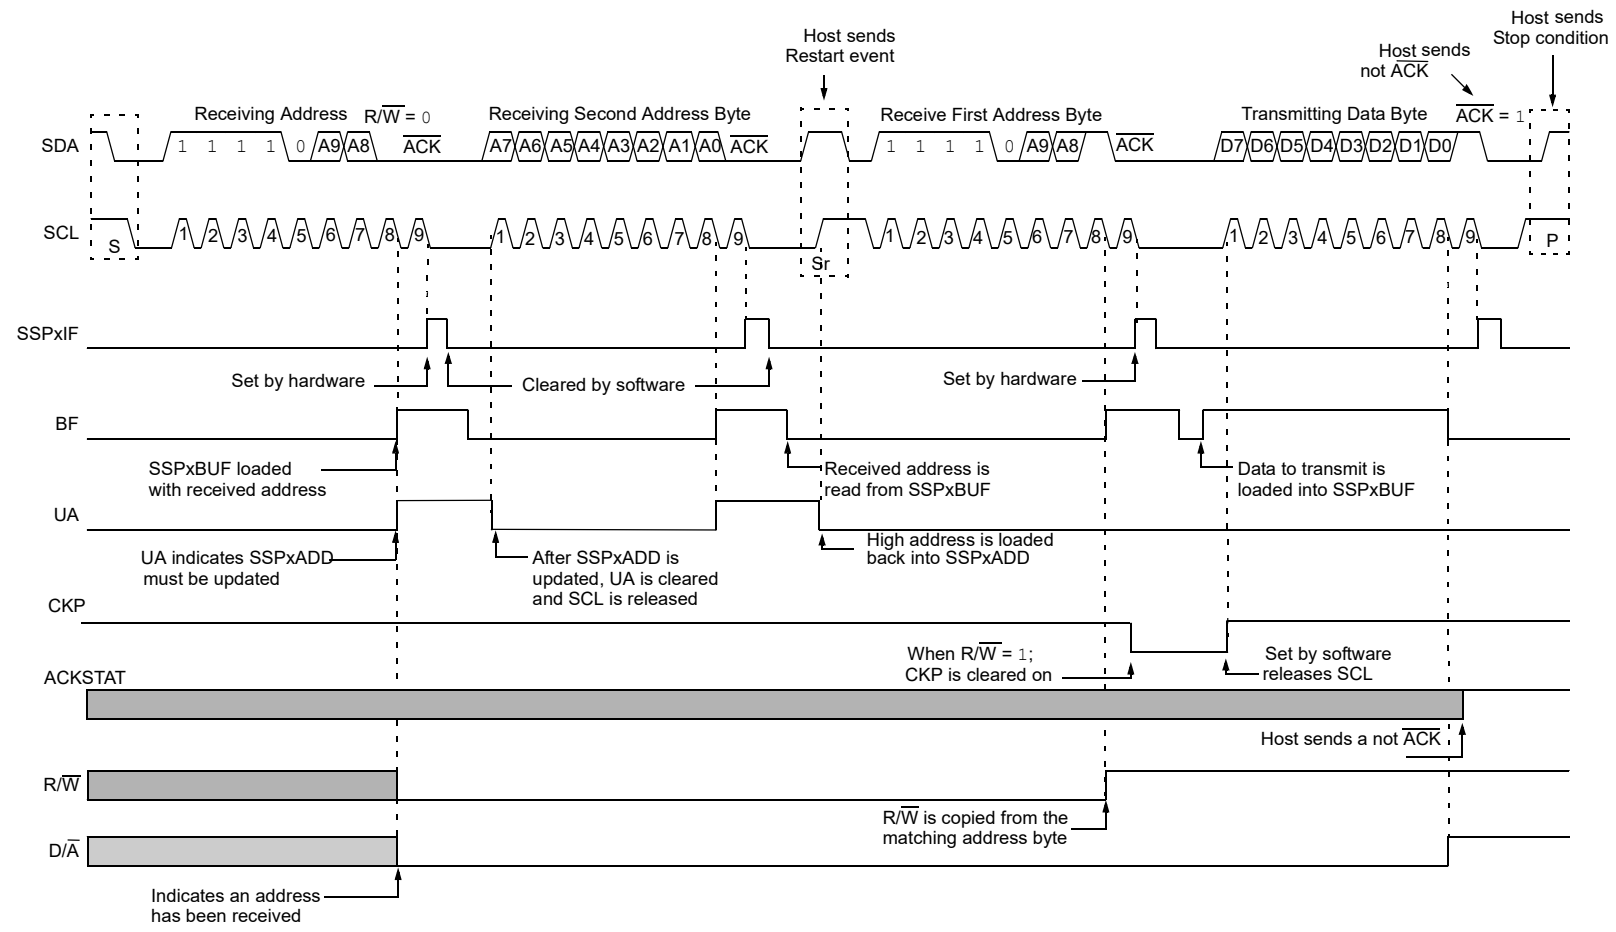 Host sends
Stop condition
Host sends
Restart event
Host sends
not ACK
Receiving Address R/W = 0
Receiving Second Address Byte
Receive First Address Byte
Transmitting Data Byte
ACK = 1
SDA
1 1 1 1 0 A9 A8 ACK A7 A6 A5 A4 A3 A2 A1 A0 ACK 1 1 1 1 0 A9 A8 ACK D7 D6 D5 D4 D3 D2 D1 D0
SCL
S 1 2 3 4 5 6 7 8 9 1 2 3 4 5 6 7 8 9 Sr 1 2 3 4 5 6 7 8 9 1 2 3 4 5 6 7 8 9 P
SSPxIF
Set by hardware
Cleared by software
Set by hardware
BF
SSPxBUF loaded
with received address
Received address is
read from SSPxBUF
Data to transmit is
loaded into SSPxBUF
UA
UA indicates SSPxADD
must be updated
After SSPxADD is
updated, UA is cleared
and SCL is released
High address is loaded
back into SSPxADD
CKP
When R/W = 1;
CKP is cleared on
Set by software
releases SCL
ACKSTAT
Host sends a not ACK
R/W
R/W is copied from the
matching address byte
D/A
Indicates an address
has been received